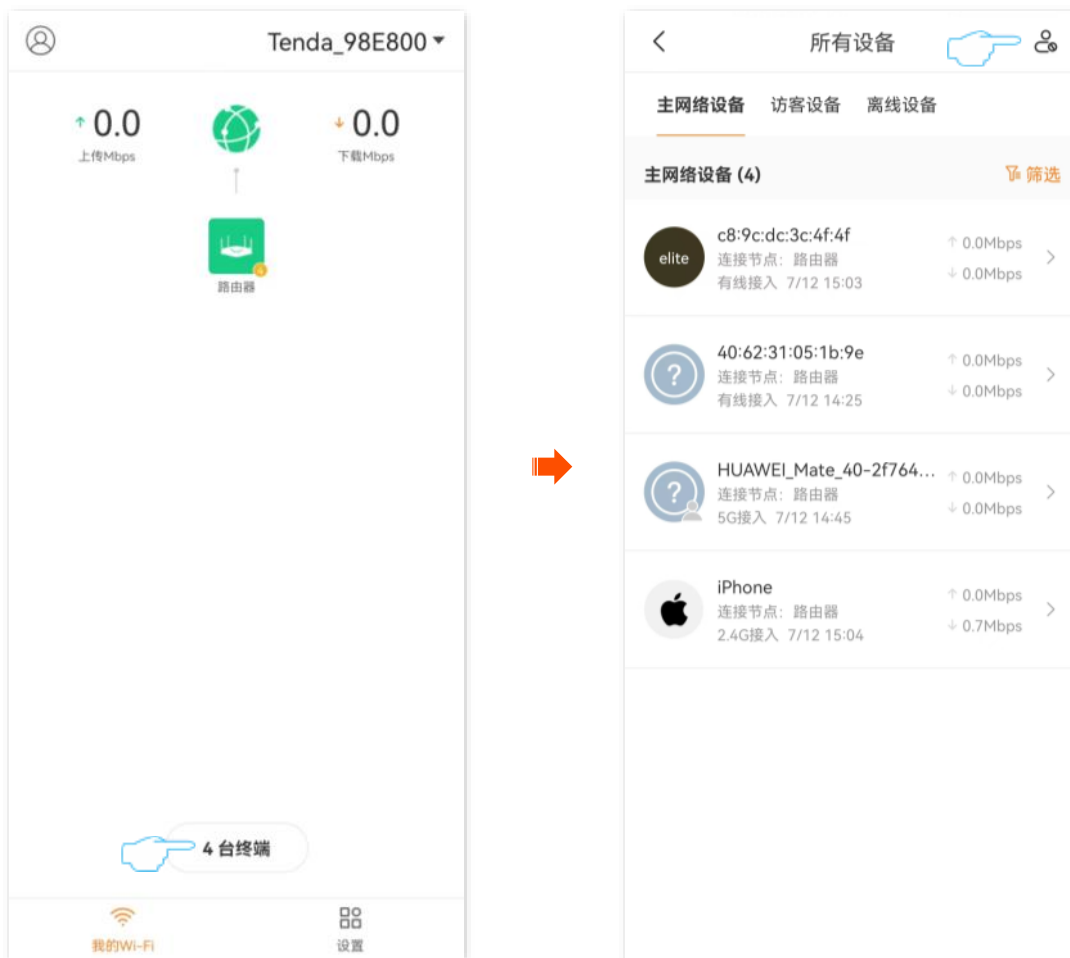 Tenda_98E800
0.0
上传Mbps
0.0
下载Mbps
4
路由器
4 台终端
我的Wi-Fi
设置
所有设备
主网络设备 访客设备 离线设备
主网络设备 (4)
筛选
elite
c8:9c:dc:3c:4f:4f
连接节点：路由器
有线接入 7/12 15:03
↑ 0.0Mbps
↓ 0.0Mbps
?
40:62:31:05:1b:9e
连接节点：路由器
有线接入 7/12 14:25
↑ 0.0Mbps
↓ 0.0Mbps
?
HUAWEI_Mate_40-2f764...
连接节点：路由器
5G接入 7/12 14:45
↑ 0.0Mbps
↓ 0.0Mbps
iPhone
连接节点：路由器
2.4G接入 7/12 15:04
↑ 0.0Mbps
↓ 0.7Mbps